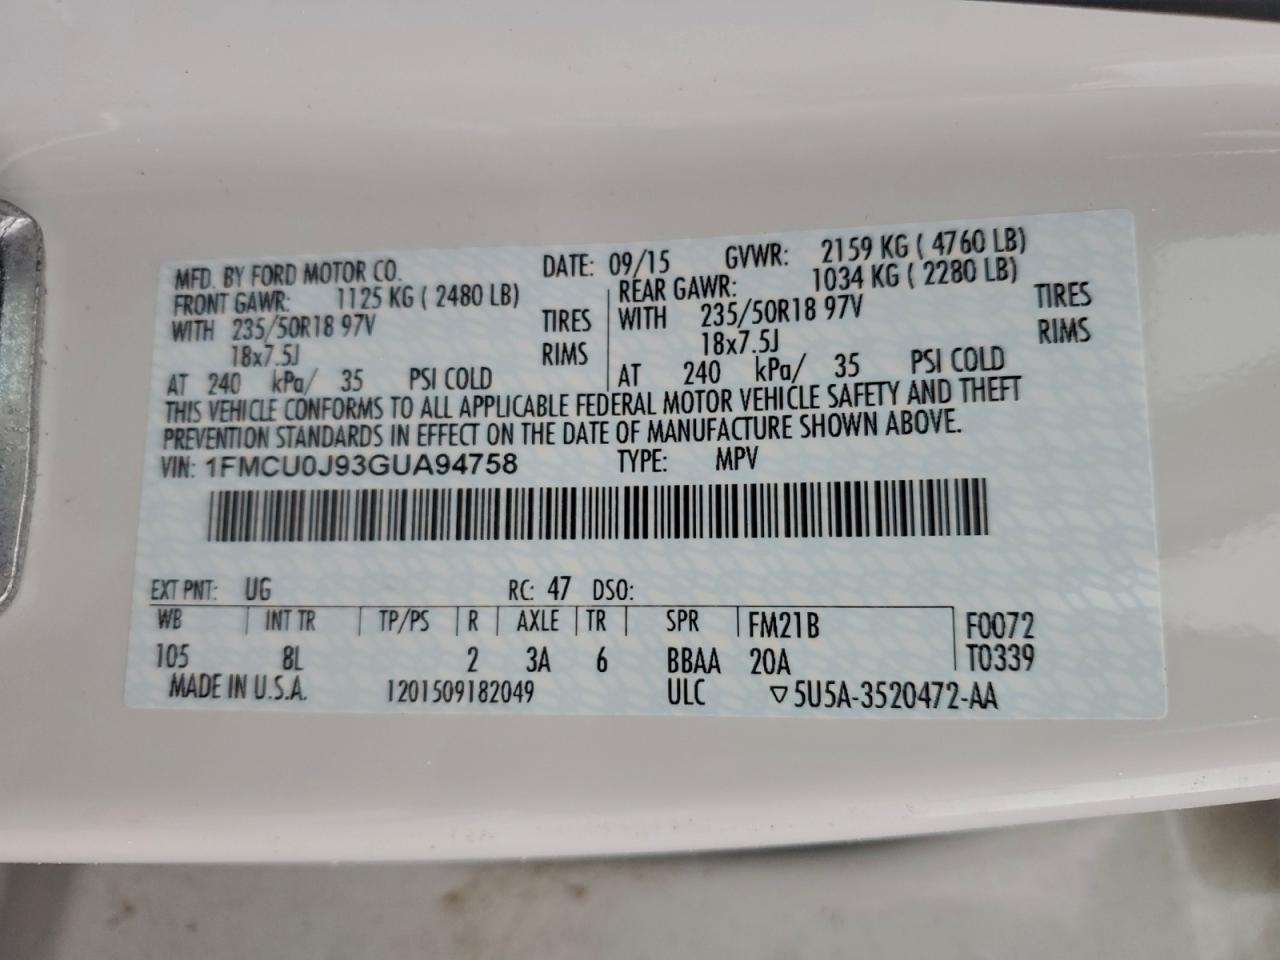 MFD. BY FORD MOTOR CO. DATE: 09/15 GVWR: 2159 KG ( 4760 LB)
FRONT GAWR: 1125 KG ( 2480 LB) REAR GAWR: 1034 KG ( 2280 LB)
WITH 235/50R18 97V TIRES WITH 235/50R18 97V TIRES
18x7.5J RIMS 18x7.5J RIMS
AT 240 kPa/ 35 PSI COLD AT 240 kPa/ 35 PSI COLD
THIS VEHICLE CONFORMS TO ALL APPLICABLE FEDERAL MOTOR VEHICLE SAFETY AND THEFT
PREVENTION STANDARDS IN EFFECT ON THE DATE OF MANUFACTURE SHOWN ABOVE.
VIN: 1FMCU0J93GUA94758 TYPE: MPV
EXT PNT: UG RC: 47 DSO:
WB INT TR TP/PS R AXLE TR SPR FM21B F0072
105 8L 2 3A 6 BBAA 20A T0339
MADE IN U.S.A. 1201509182049 ULC ▽5U5A-3520472-AA